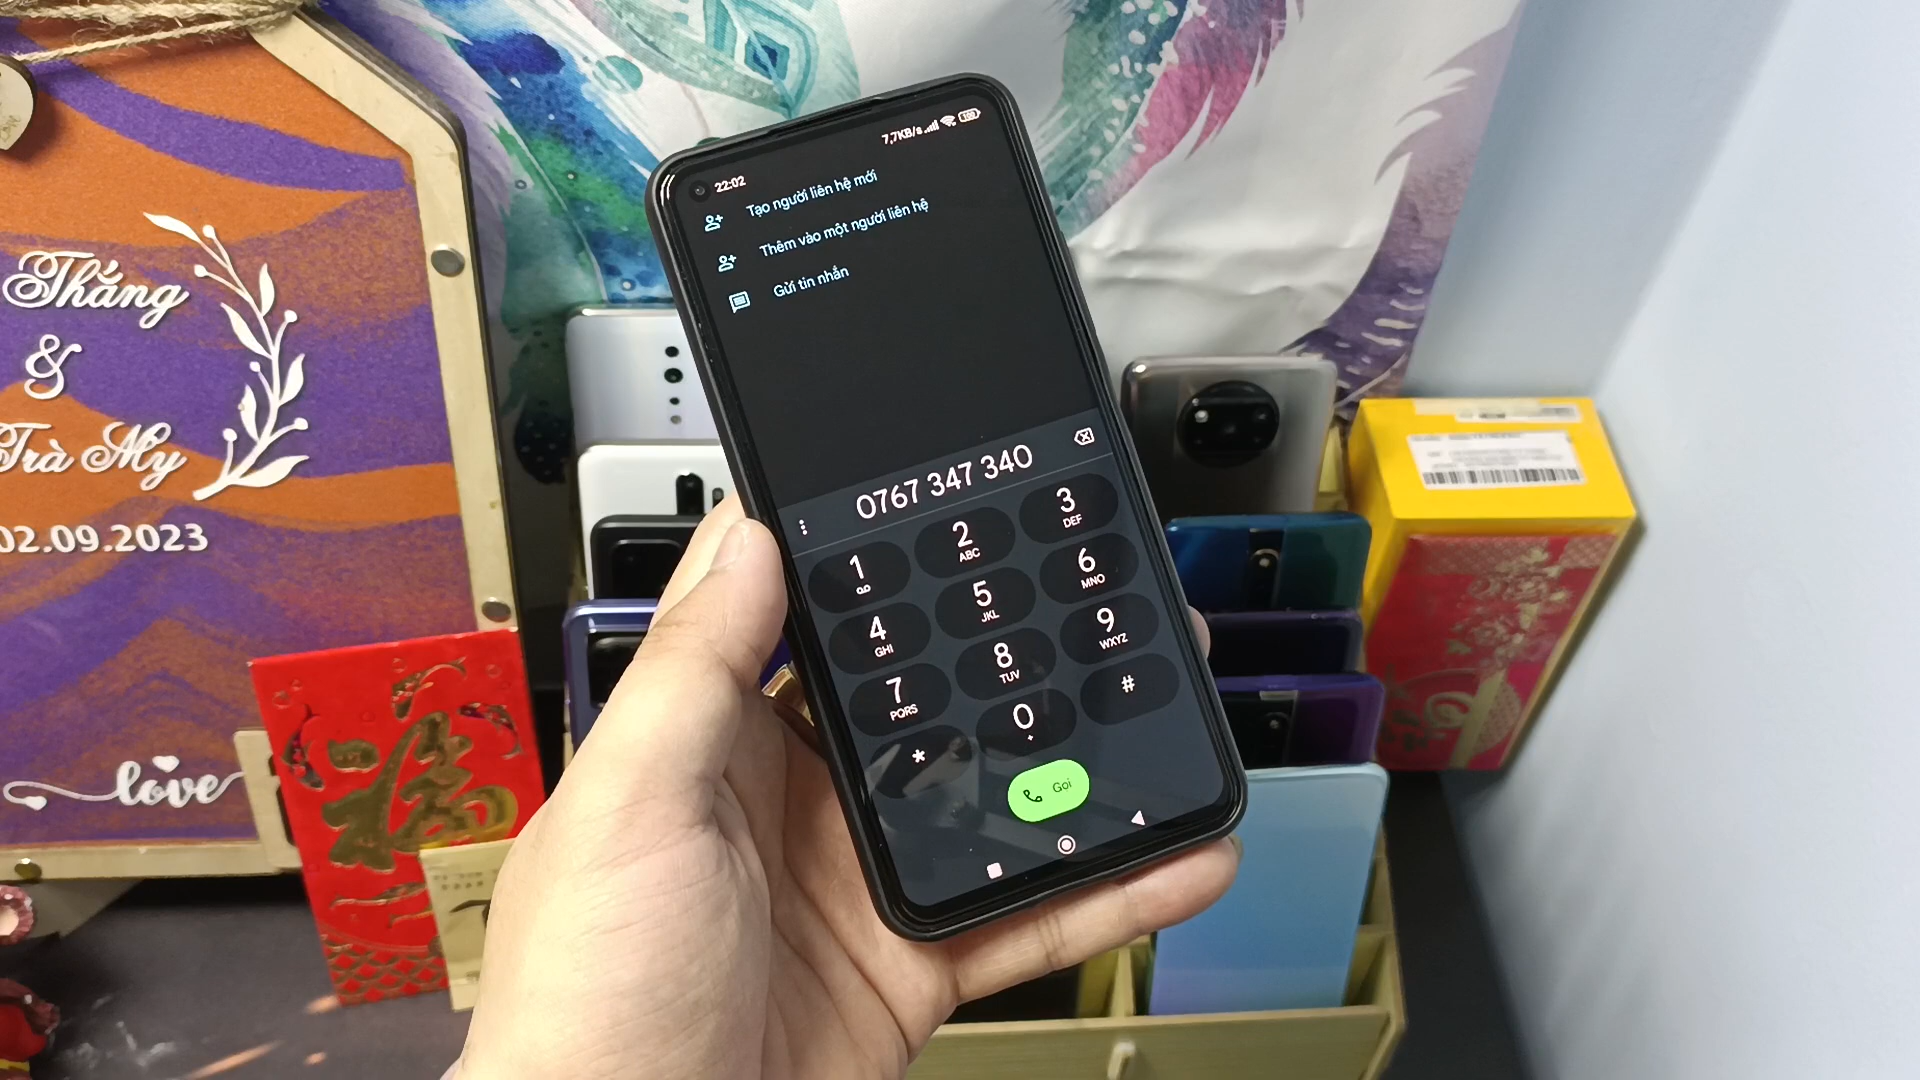 Thắng
&
Trà My
02.09.2023
love
22:02
7,7KB/s
100
Tạo người liên hệ mới
Thêm vào một người liên hệ
Gửi tin nhắn
0767 347 340
1
2 ABC
3 DEF
4 GHI
5 JKL
6 MNO
7 PQRS
8 TUV
9 WXYZ
*
0 +
#
Gọi
福